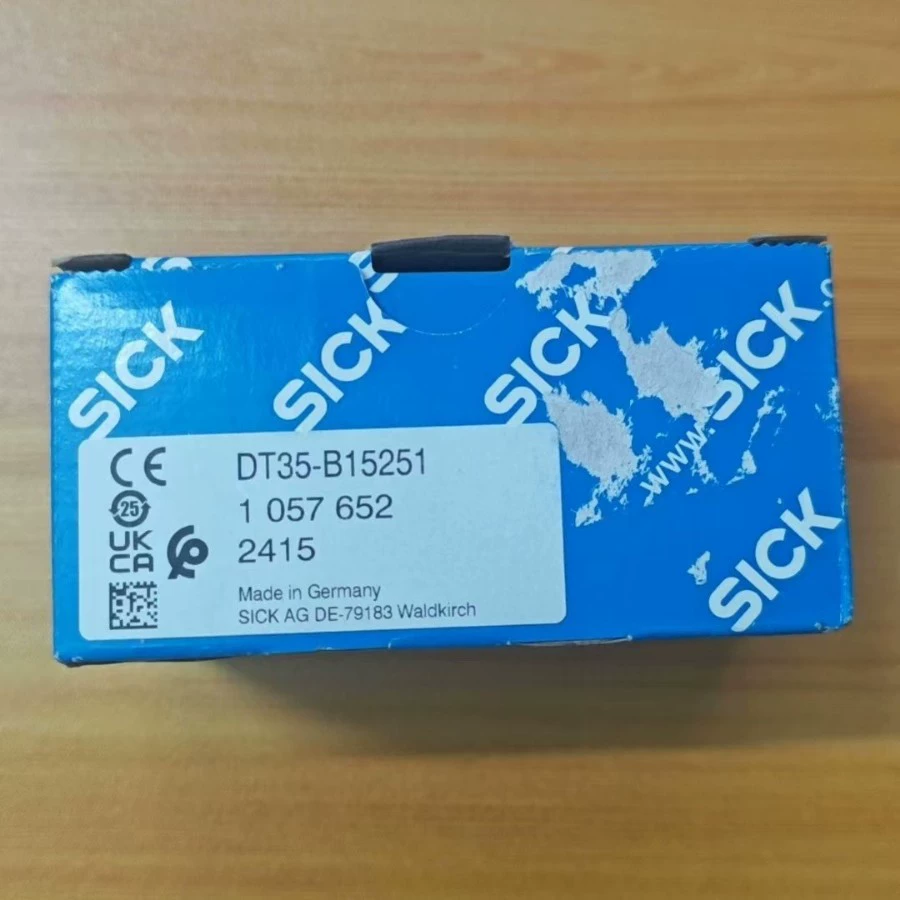 SICK
SICK
SICK
www.SICK.c
SICK
CE
DT35-B15251
25
1 057 652
UK
CA
2415
Made in Germany
SICK AG DE-79183 Waldkirch